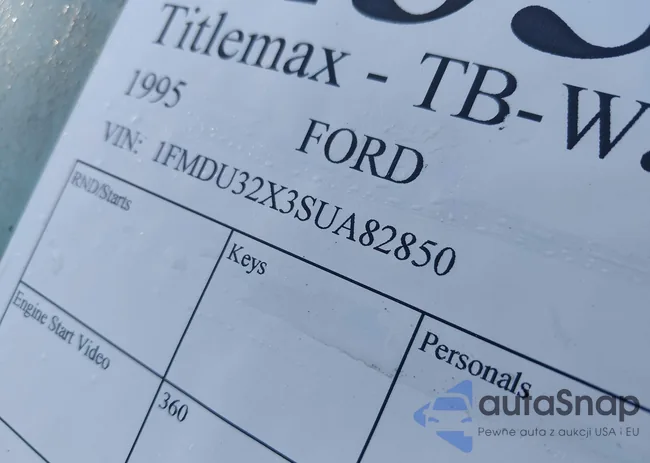 Titlemax - TB-W
1995 FORD
VIN: 1FMDU32X3SUA82850
RND/Starts
Keys
Personals
Engine Start Video
360
autaSnap
Pewne auta z aukcji USA i EU